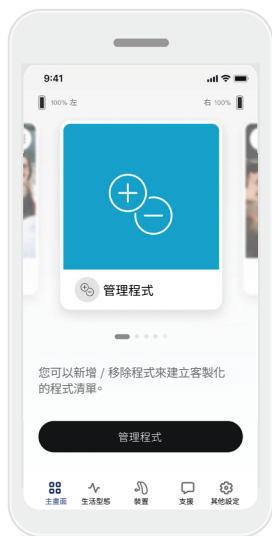 9:41
100% 左
右 100%
管理程式
您可以新增 / 移除程式來建立客製化
的程式清單。
管理程式
主畫面 生活型態 裝置 支援 其他設定